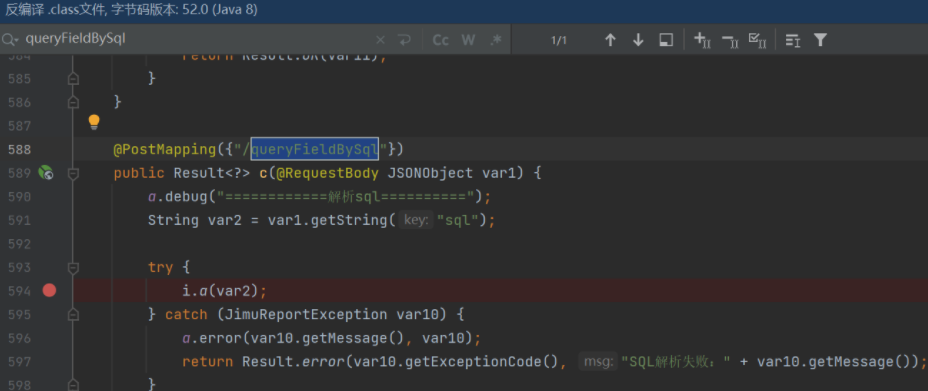 反编译 .class文件, 字节码版本: 52.0 (Java 8)
queryFieldBySql × Cc W .* 1/1
584 return Result.OK(var11);
585 }
586 }
587
588 @PostMapping({"/queryFieldBySql"})
589 public Result<?> c(@RequestBody JSONObject var1) {
590 a.debug("============解析sql==========");
591 String var2 = var1.getString( key: "sql");
592
593 try {
594 i.a(var2);
595 } catch (JimuReportException var10) {
596 a.error(var10.getMessage(), var10);
597 return Result.error(var10.getExceptionCode(), msg: "SQL解析失败：" + var10.getMessage());
598 }